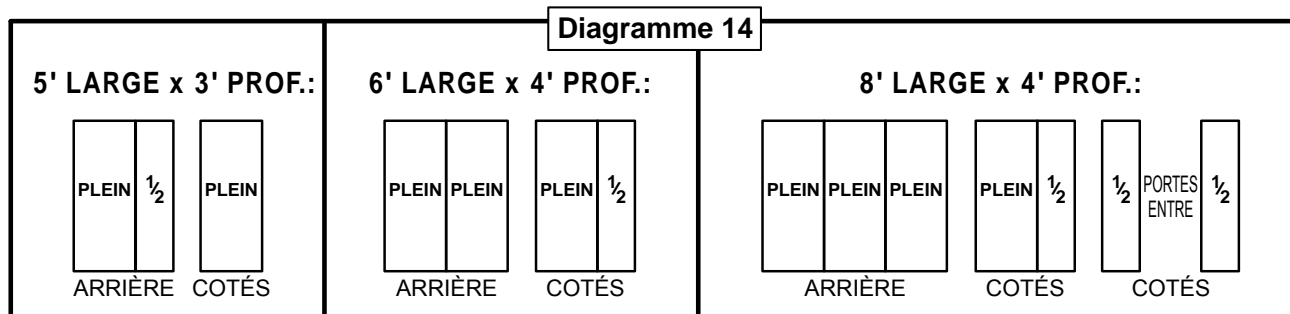 Diagramme 14
5' LARGE x 3' PROF.:
PLEIN
½
PLEIN
ARRIÈRE
COTÉS
6' LARGE x 4' PROF.:
PLEIN
PLEIN
PLEIN
½
ARRIÈRE
COTÉS
8' LARGE x 4' PROF.:
PLEIN
PLEIN
PLEIN
PLEIN
½
½
PORTES
ENTRE
½
ARRIÈRE
COTÉS
COTÉS